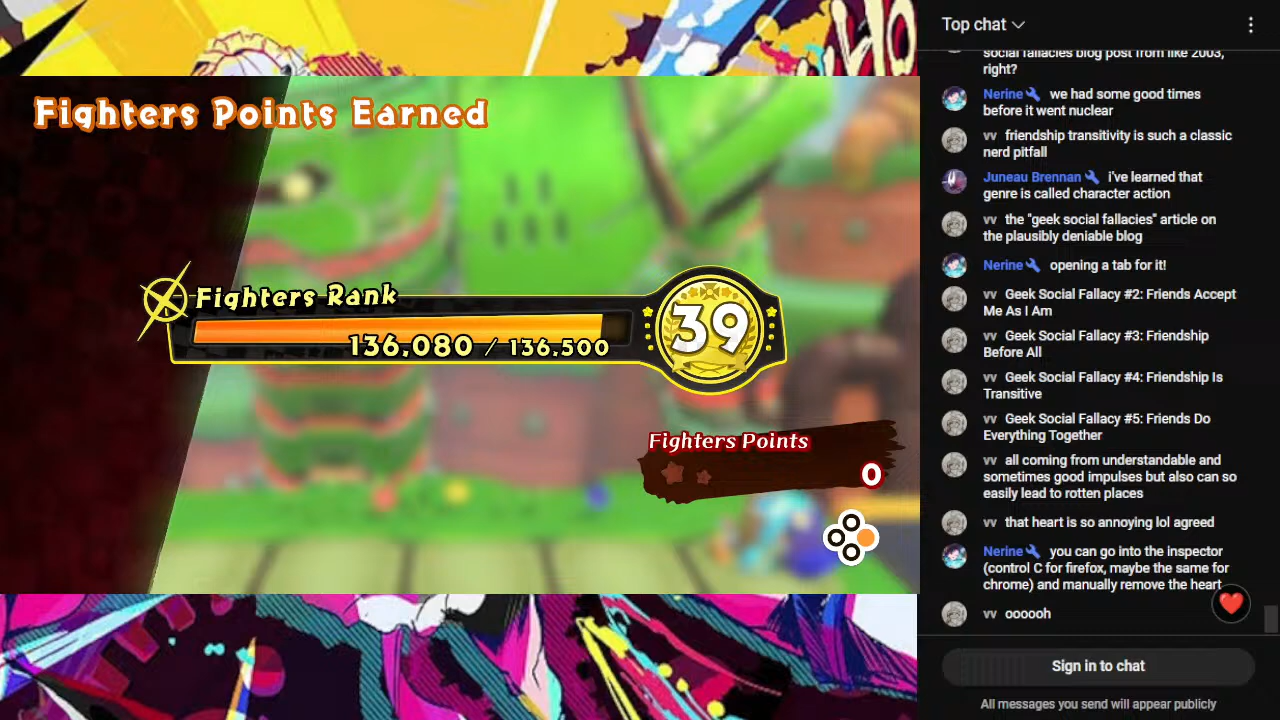 Fighters Points Earned
Fighters Rank
136,080 / 136,500
39
Fighters Points
0
Top chat
social fallacies blog post from like 2003,
right?
Nerine we had some good times
before it went nuclear
vv friendship transitivity is such a classic
nerd pitfall
Juneau Brennan i've learned that
genre is called character action
vv the "geek social fallacies" article on
the plausibly deniable blog
Nerine opening a tab for it!
vv Geek Social Fallacy #2: Friends Accept
Me As I Am
vv Geek Social Fallacy #3: Friendship
Before All
vv Geek Social Fallacy #4: Friendship Is
Transitive
vv Geek Social Fallacy #5: Friends Do
Everything Together
vv all coming from understandable and
sometimes good impulses but also can so
easily lead to rotten places
vv that heart is so annoying lol agreed
Nerine you can go into the inspector
(control C for firefox, maybe the same for
chrome) and manually remove the heart
vv oooooh
Sign in to chat
All messages you send will appear publicly